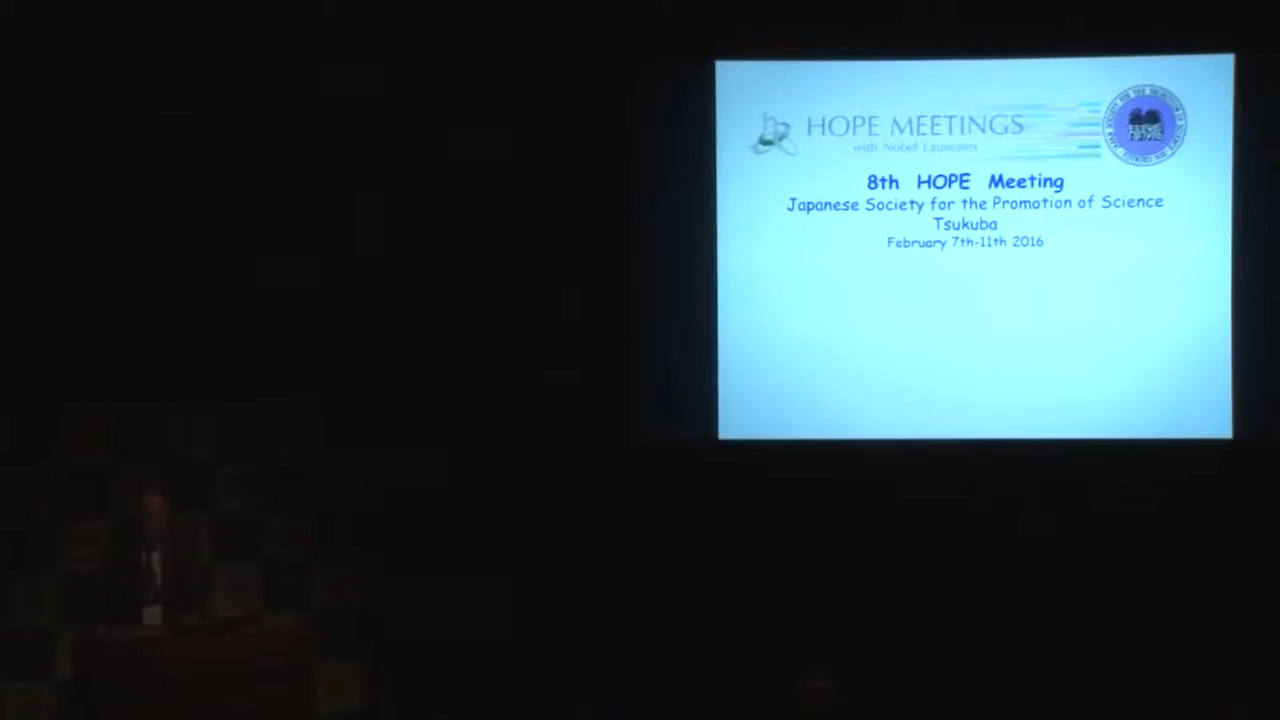 HOPE MEETINGS
with Nobel Laureates
8th HOPE Meeting
Japanese Society for the Promotion of Science
Tsukuba
February 7th-11th 2016